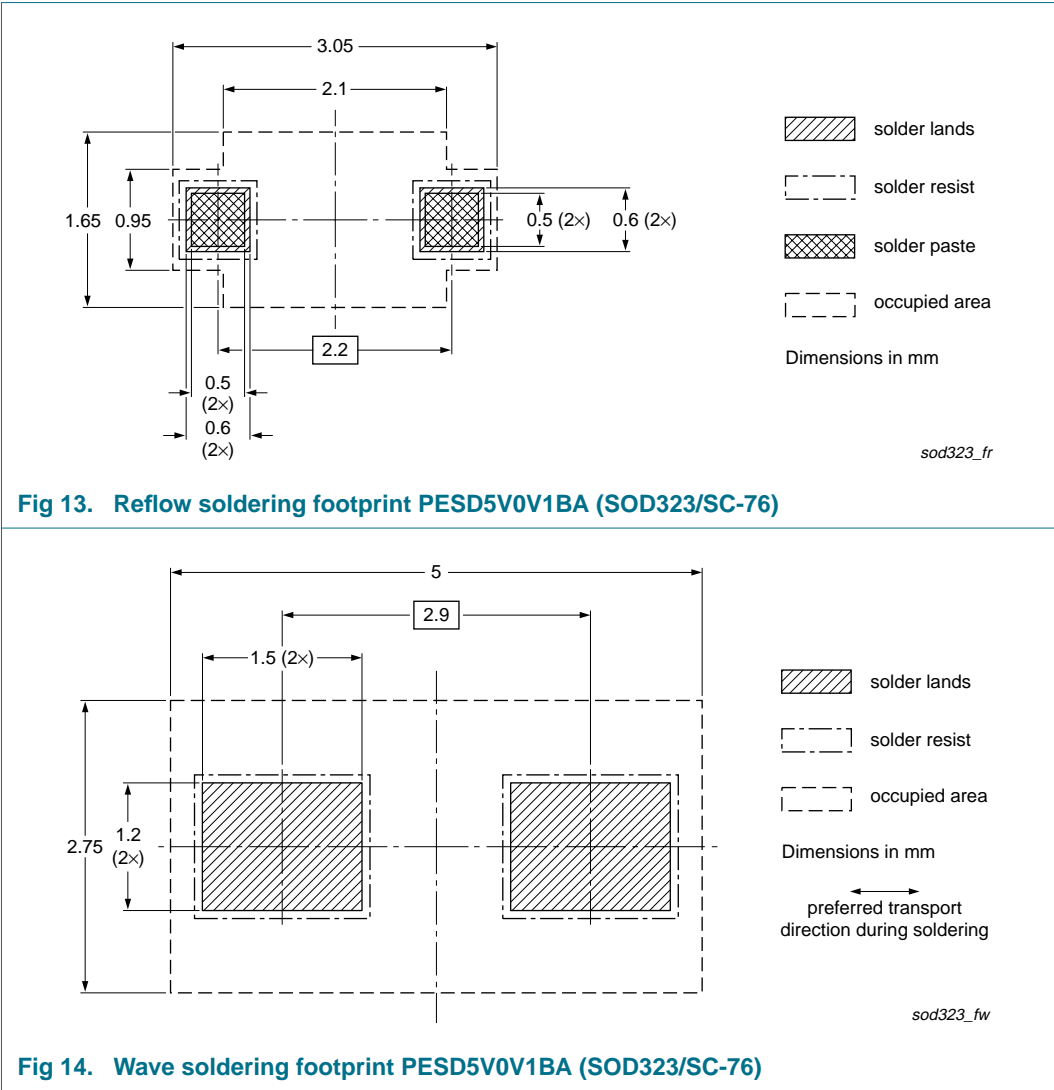 3.05
2.1
solder lands
solder resist
1.65 0.95 0.5 (2×) 0.6 (2×)
solder paste
occupied area
2.2
Dimensions in mm
0.5
(2×)
0.6
(2×)
sod323_fr
Fig 13. Reflow soldering footprint PESD5V0V1BA (SOD323/SC-76)
5
2.9
1.5 (2×)
solder lands
solder resist
occupied area
2.75 1.2
(2×)
Dimensions in mm
preferred transport
direction during soldering
sod323_fw
Fig 14. Wave soldering footprint PESD5V0V1BA (SOD323/SC-76)